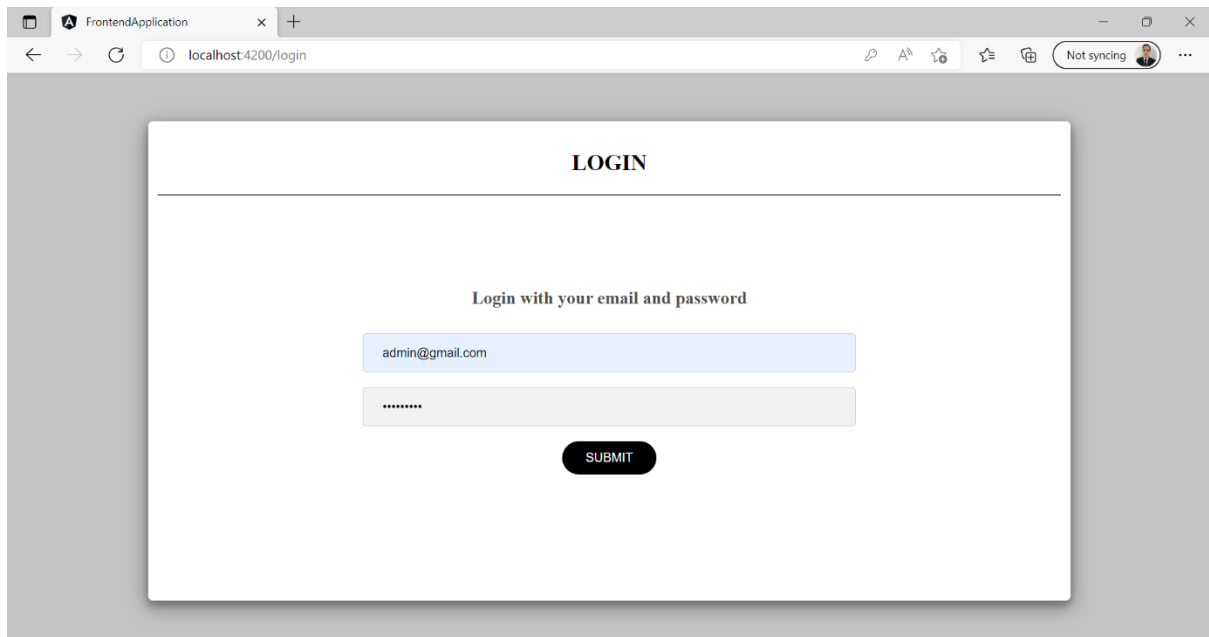 FrontendApplication
localhost:4200/login
Not syncing
LOGIN
Login with your email and password
admin@gmail.com
•••••••••
SUBMIT